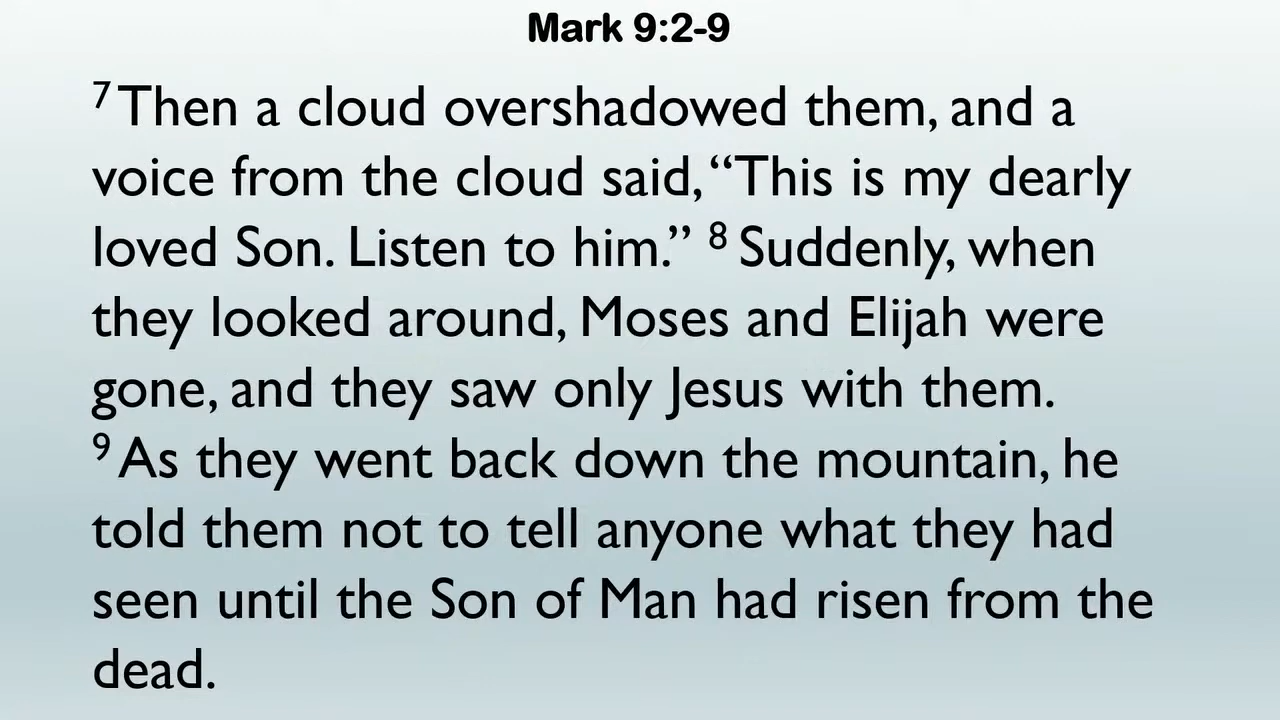 Mark 9:2-9
⁷ Then a cloud overshadowed them, and a
voice from the cloud said, “This is my dearly
loved Son. Listen to him.” ⁸ Suddenly, when
they looked around, Moses and Elijah were
gone, and they saw only Jesus with them.
⁹ As they went back down the mountain, he
told them not to tell anyone what they had
seen until the Son of Man had risen from the
dead.